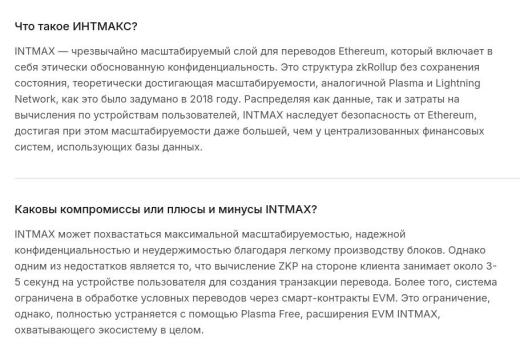 Что такое ИНТМАКС?
INTMAX — чрезвычайно масштабируемый слой для переводов Ethereum, который включает в
себя этически обоснованную конфиденциальность. Это структура zkRollup без сохранения
состояния, теоретически достигающая масштабируемости, аналогичной Plasma и Lightning
Network, как это было задумано в 2018 году. Распределяя как данные, так и затраты на
вычисления по устройствам пользователей, INTMAX наследует безопасность от Ethereum,
достигая при этом масштабируемости даже большей, чем у централизованных финансовых
систем, использующих базы данных.
Каковы компромиссы или плюсы и минусы INTMAX?
INTMAX может похвастаться максимальной масштабируемостью, надежной
конфиденциальностью и неудержимостью благодаря легкому производству блоков. Однако
одним из недостатков является то, что вычисление ZKP на стороне клиента занимает около 3-
5 секунд на устройстве пользователя для создания транзакции перевода. Более того, система
ограничена в обработке условных переводов через смарт-контракты EVM. Это ограничение,
однако, полностью устраняется с помощью Plasma Free, расширения EVM INTMAX,
охватывающего экосистему в целом.